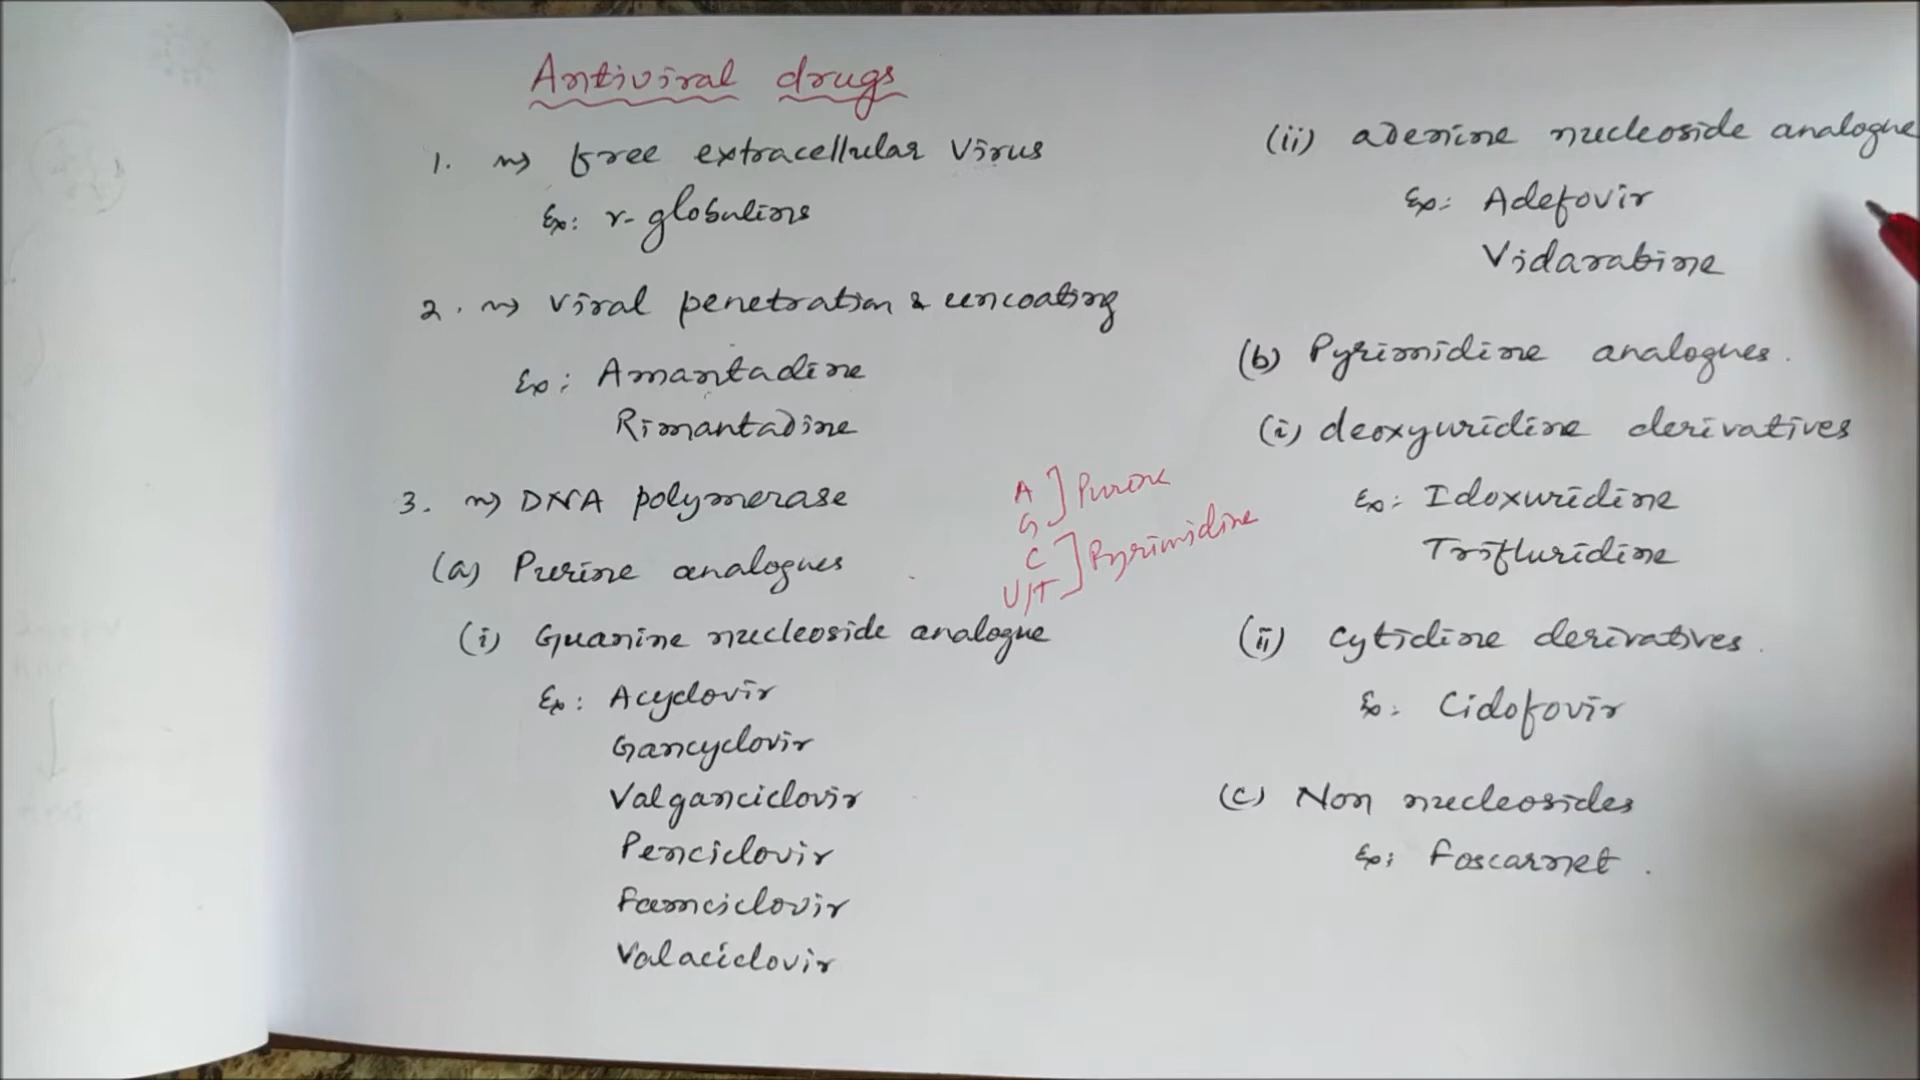 Antiviral drugs
1. ⇝ free extracellular virus
Ex: γ-globulins
2. ⇝ Viral penetration & uncoating
Ex: Amantadine
Rimantadine
3. ⇝ DNA polymerase
(a) Purine analogues
(i) Guanine nucleoside analogue
Ex: Acyclovir
Gancyclovir
Valganciclovir
Penciclovir
Famciclovir
Valaciclovir
A
G ] Purine
C
U/T ] Pyrimidine
(ii) adenine nucleoside analogue
Ex: Adefovir
Vidarabine
(b) Pyrimidine analogues.
(i) deoxyuridine derivatives
Ex: Idoxuridine
Trifluridine
(ii) Cytidine derivatives.
Ex: Cidofovir
(c) Non nucleosides
Ex: Foscarnet.